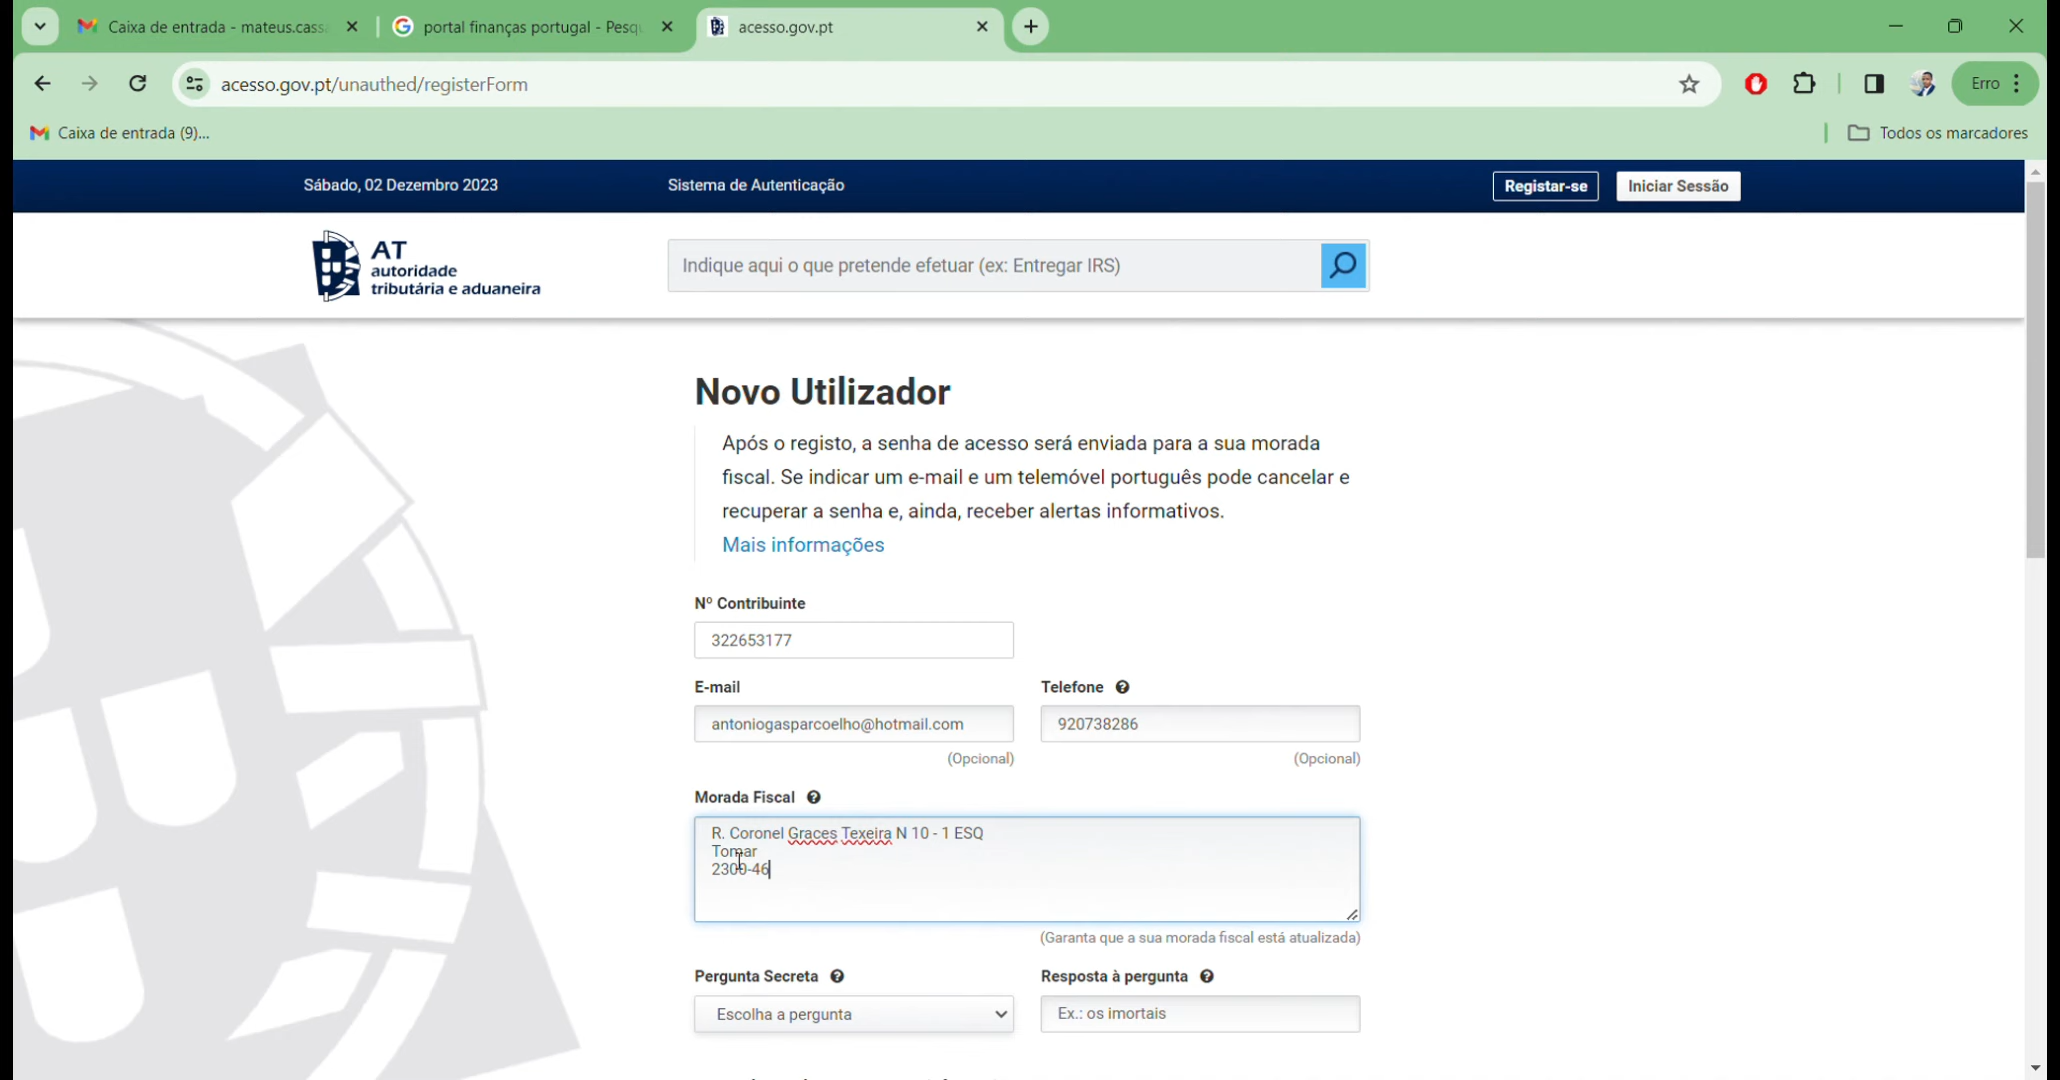 Caixa de entrada - mateus.cass
portal finanças portugal - Pesq
acesso.gov.pt
acesso.gov.pt/unauthed/registerForm
Erro
Caixa de entrada (9)...
Todos os marcadores
Sábado, 02 Dezembro 2023
Sistema de Autenticação
Registar-se
Iniciar Sessão
AT
autoridade
tributária e aduaneira
Indique aqui o que pretende efetuar (ex: Entregar IRS)
Novo Utilizador
Após o registo, a senha de acesso será enviada para a sua morada
fiscal. Se indicar um e-mail e um telemóvel português pode cancelar e
recuperar a senha e, ainda, receber alertas informativos.
Mais informações
Nº Contribuinte
322653177
E-mail
Telefone
antoniogasparcoelho@hotmail.com
920738286
(Opcional)
(Opcional)
Morada Fiscal
R. Coronel Graces Texeira N 10 - 1 ESQ
Tomar
2300-46
(Garanta que a sua morada fiscal está atualizada)
Pergunta Secreta
Resposta à pergunta
Escolha a pergunta
Ex.: os imortais